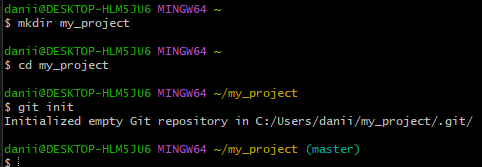 danii@DESKTOP-HLM5JU6 MINGW64 ~
$ mkdir my_project
danii@DESKTOP-HLM5JU6 MINGW64 ~
$ cd my_project
danii@DESKTOP-HLM5JU6 MINGW64 ~/my_project
$ git init
Initialized empty Git repository in C:/Users/danii/my_project/.git/
danii@DESKTOP-HLM5JU6 MINGW64 ~/my_project (master)
$